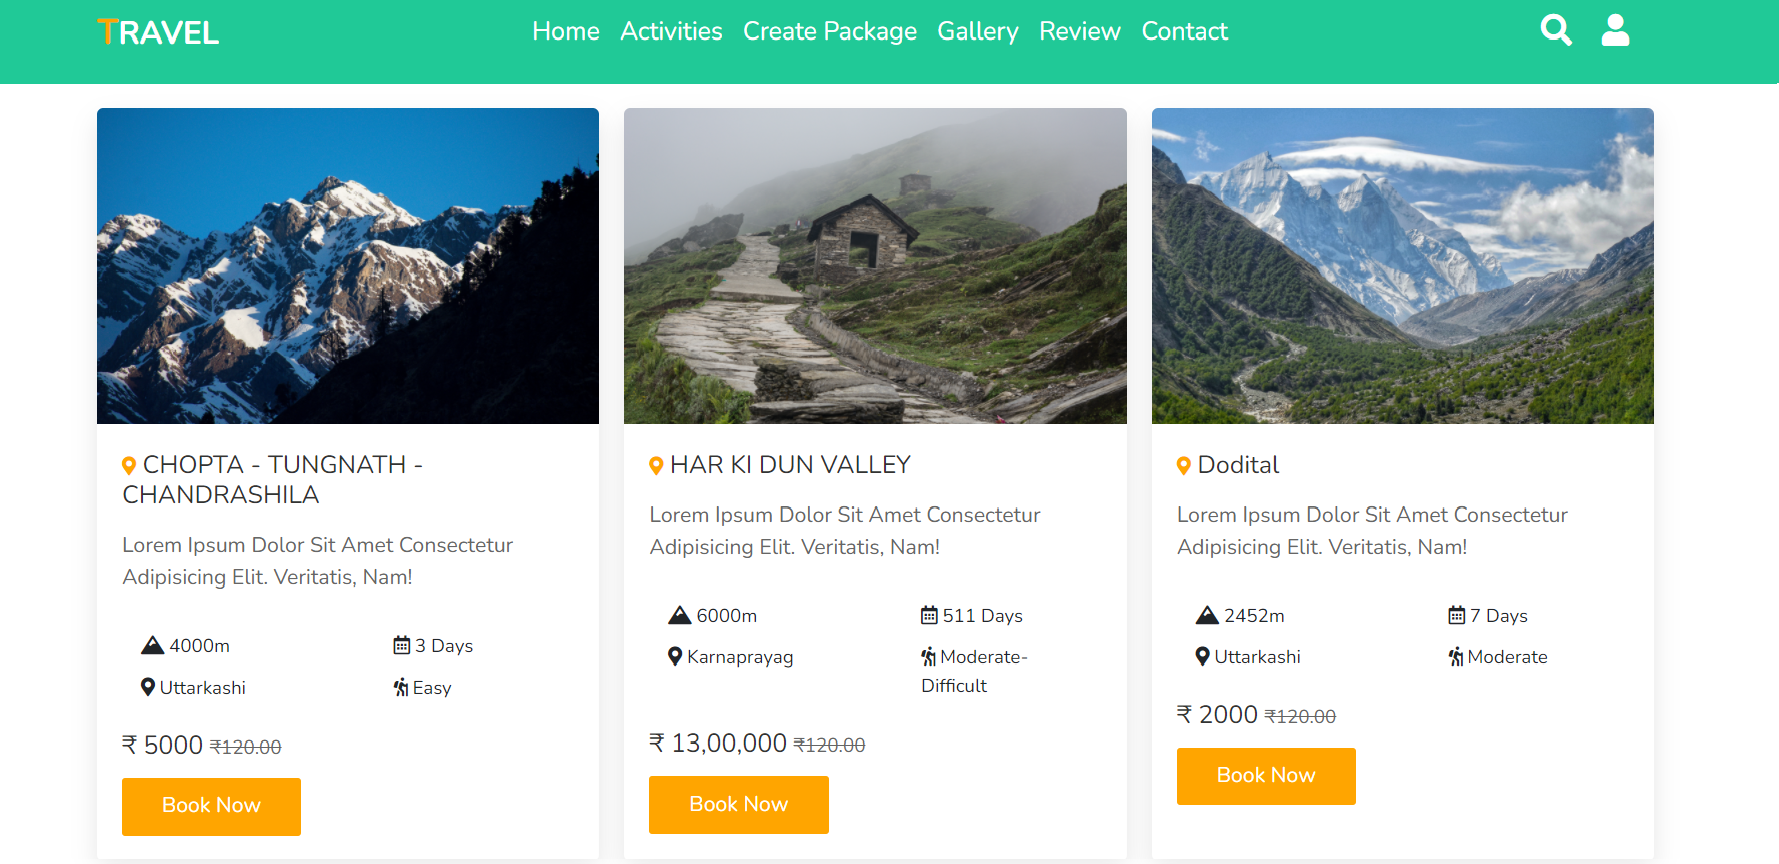 TRAVEL
Home Activities Create Package Gallery Review Contact
CHOPTA - TUNGNATH -
CHANDRASHILA
Lorem Ipsum Dolor Sit Amet Consectetur
Adipisicing Elit. Veritatis, Nam!
4000m
3 Days
Uttarkashi
Easy
₹ 5000 ₹120.00
Book Now
HAR KI DUN VALLEY
Lorem Ipsum Dolor Sit Amet Consectetur
Adipisicing Elit. Veritatis, Nam!
6000m
511 Days
Karnaprayag
Moderate-
Difficult
₹ 13,00,000 ₹120.00
Book Now
Dodital
Lorem Ipsum Dolor Sit Amet Consectetur
Adipisicing Elit. Veritatis, Nam!
2452m
7 Days
Uttarkashi
Moderate
₹ 2000 ₹120.00
Book Now